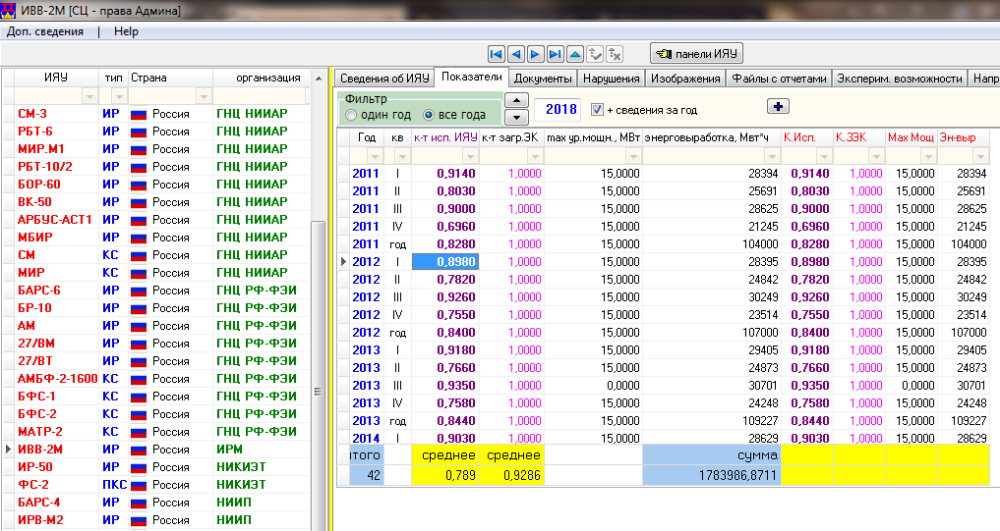 ИВВ-2М [СЦ - права Админа]
Доп. сведения | Help
панели ИЯУ
ИЯУ тип Страна организация
СМ-3 ИР Россия ГНЦ НИИАР
РБТ-6 ИР Россия ГНЦ НИИАР
МИР.М1 ИР Россия ГНЦ НИИАР
РБТ-10/2 ИР Россия ГНЦ НИИАР
БОР-60 ИР Россия ГНЦ НИИАР
ВК-50 ИР Россия ГНЦ НИИАР
АРБУС-АСТ1 ИР Россия ГНЦ НИИАР
МБИР ИР Россия ГНЦ НИИАР
СМ КС Россия ГНЦ НИИАР
МИР КС Россия ГНЦ НИИАР
БАРС-6 ИР Россия ГНЦ РФ-ФЭИ
БР-10 ИР Россия ГНЦ РФ-ФЭИ
АМ ИР Россия ГНЦ РФ-ФЭИ
27/ВМ ИР Россия ГНЦ РФ-ФЭИ
27/ВТ ИР Россия ГНЦ РФ-ФЭИ
АМБФ-2-1600 КС Россия ГНЦ РФ-ФЭИ
БФС-1 КС Россия ГНЦ РФ-ФЭИ
БФС-2 КС Россия ГНЦ РФ-ФЭИ
МАТР-2 КС Россия ГНЦ РФ-ФЭИ
ИВВ-2М ИР Россия ИРМ
ИР-50 ИР Россия НИКИЭТ
ФС-2 ПКС Россия НИКИЭТ
БАРС-4 ИР Россия НИИП
ИРВ-М2 ИР Россия НИИП
Сведения об ИЯУ Показатели Документы Нарушения Изображения Файлы с отчетами Эксперим. возможности Напр
Фильтр
один год все года 2018 + сведения за год
Год кв к-т исп. ИЯУ к-т загр.ЭК max ур.мощн., МВт энерговыработка, Мвт*ч К.Исп. К.ЗЭК Max Мощ Эн-выр
2011 I 0,9140 1,0000 15,0000 28394 0,9140 1,0000 15,0000 28394
2011 II 0,8030 1,0000 15,0000 25691 0,8030 1,0000 15,0000 25691
2011 III 0,9000 1,0000 15,0000 28625 0,9000 1,0000 15,0000 28625
2011 IV 0,6960 1,0000 15,0000 21245 0,6960 1,0000 15,0000 21245
2011 год 0,8280 1,0000 15,0000 104000 0,8280 1,0000 15,0000 104000
2012 I 0,8980 1,0000 15,0000 28395 0,8980 1,0000 15,0000 28395
2012 II 0,7820 1,0000 15,0000 24842 0,7820 1,0000 15,0000 24842
2012 III 0,9260 1,0000 15,0000 30249 0,9260 1,0000 15,0000 30249
2012 IV 0,7550 1,0000 15,0000 23514 0,7550 1,0000 15,0000 23514
2012 год 0,8400 1,0000 15,0000 107000 0,8400 1,0000 15,0000 107000
2013 I 0,9180 1,0000 15,0000 29405 0,9180 1,0000 15,0000 29405
2013 II 0,7660 1,0000 15,0000 24873 0,7660 1,0000 15,0000 24873
2013 III 0,9350 1,0000 0,0000 30701 0,9350 1,0000 0,0000 30701
2013 IV 0,7580 1,0000 15,0000 24248 0,7580 1,0000 15,0000 24248
2013 год 0,8440 1,0000 15,0000 109227 0,8440 1,0000 15,0000 109227
2014 I 0,9030 1,0000 15,0000 28629 0,9030 1,0000 15,0000 28629
итого среднее среднее сумма
42 0,789 0,9286 1783986,8711